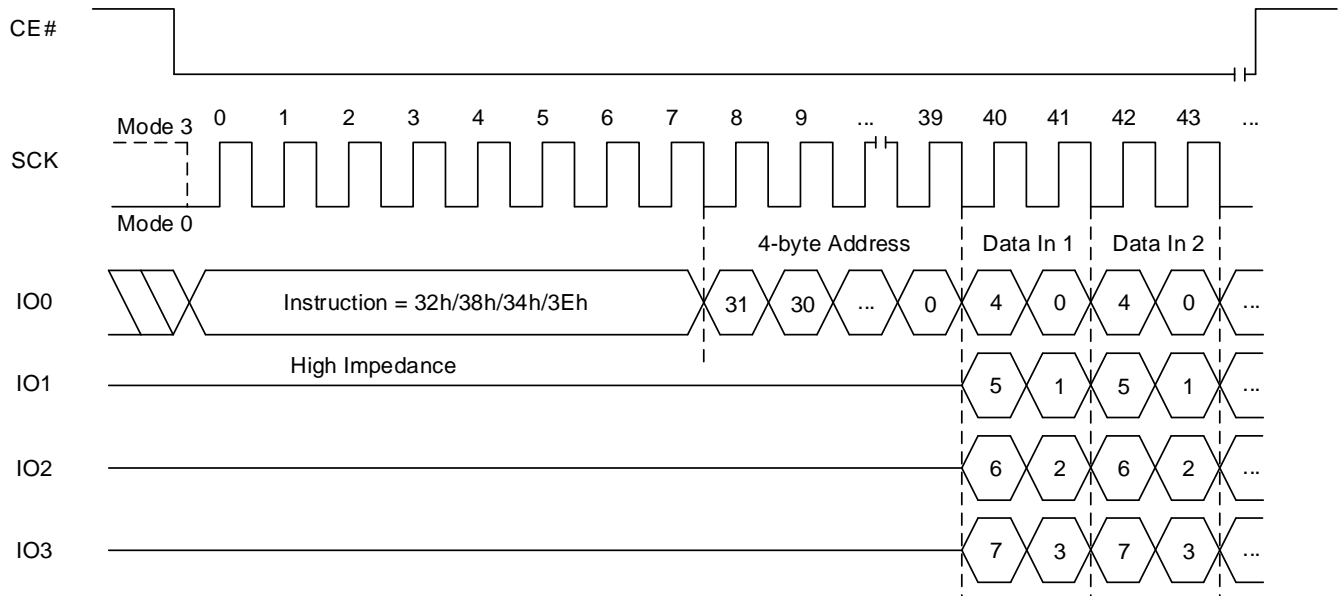 CE#
Mode 3 0 1 2 3 4 5 6 7 8 9 ... 39 40 41 42 43 ...
SCK
Mode 0
4-byte Address Data In 1 Data In 2
IO0 Instruction = 32h/38h/34h/3Eh 31 30 ... 0 4 0 4 0 ...
High Impedance
IO1 5 1 5 1 ...
IO2 6 2 6 2 ...
IO3 7 3 7 3 ...